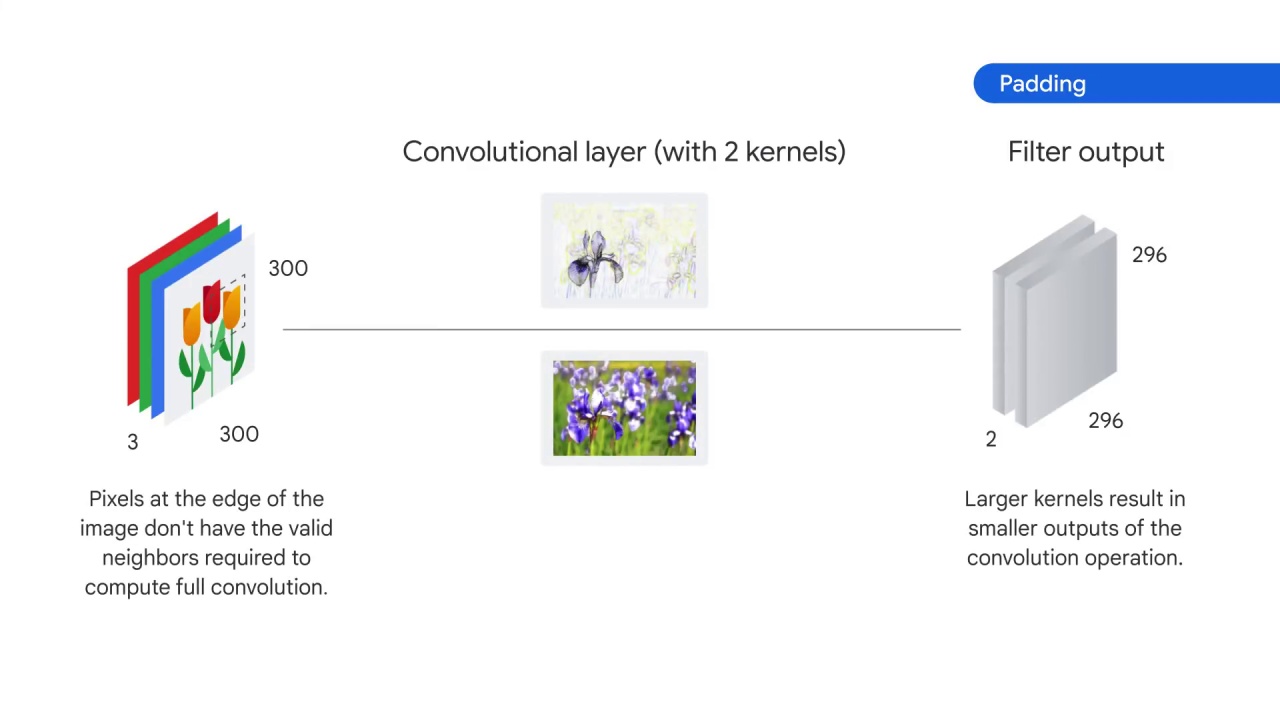 Padding
Convolutional layer (with 2 kernels)
Filter output
300
300
3
296
296
2
Pixels at the edge of the
image don't have the valid
neighbors required to
compute full convolution.
Larger kernels result in
smaller outputs of the
convolution operation.